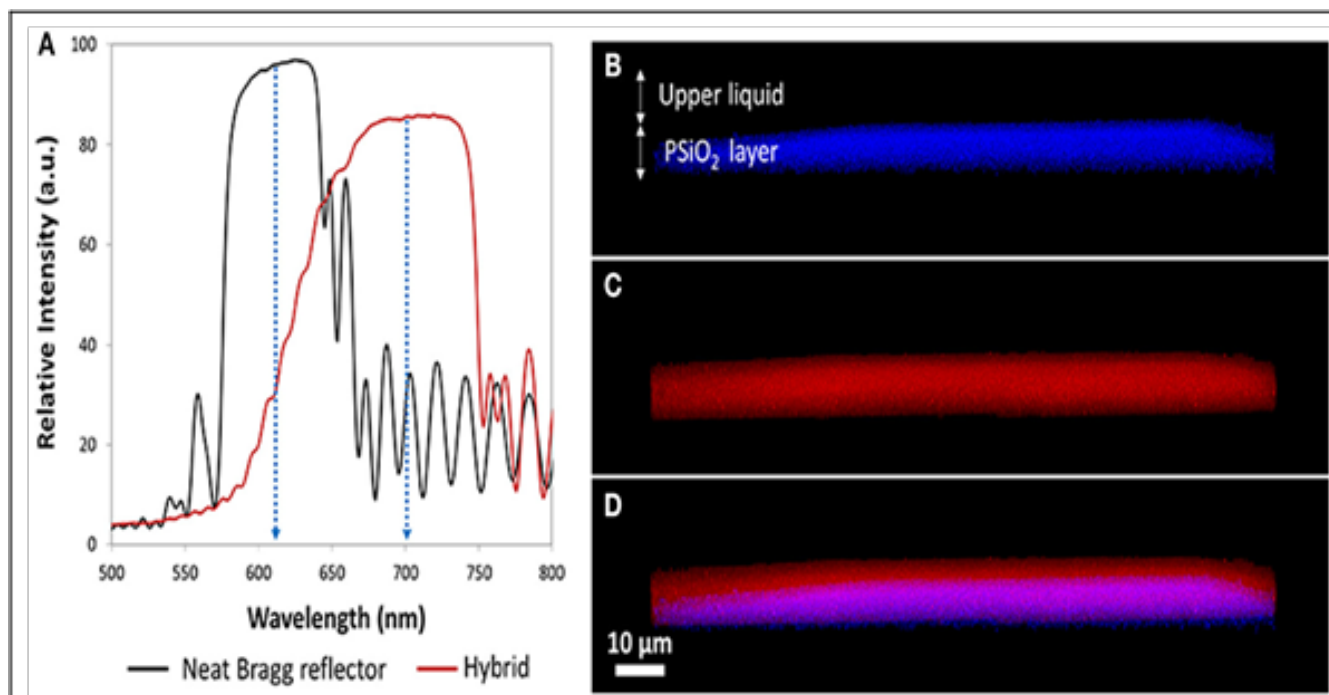 A
100
80
60
40
20
0
Relative Intensity (a.u.)
500 550 600 650 700 750 800
Wavelength (nm)
Neat Bragg reflector Hybrid
B
Upper liquid
PSiO₂ layer
C
D
10 µm